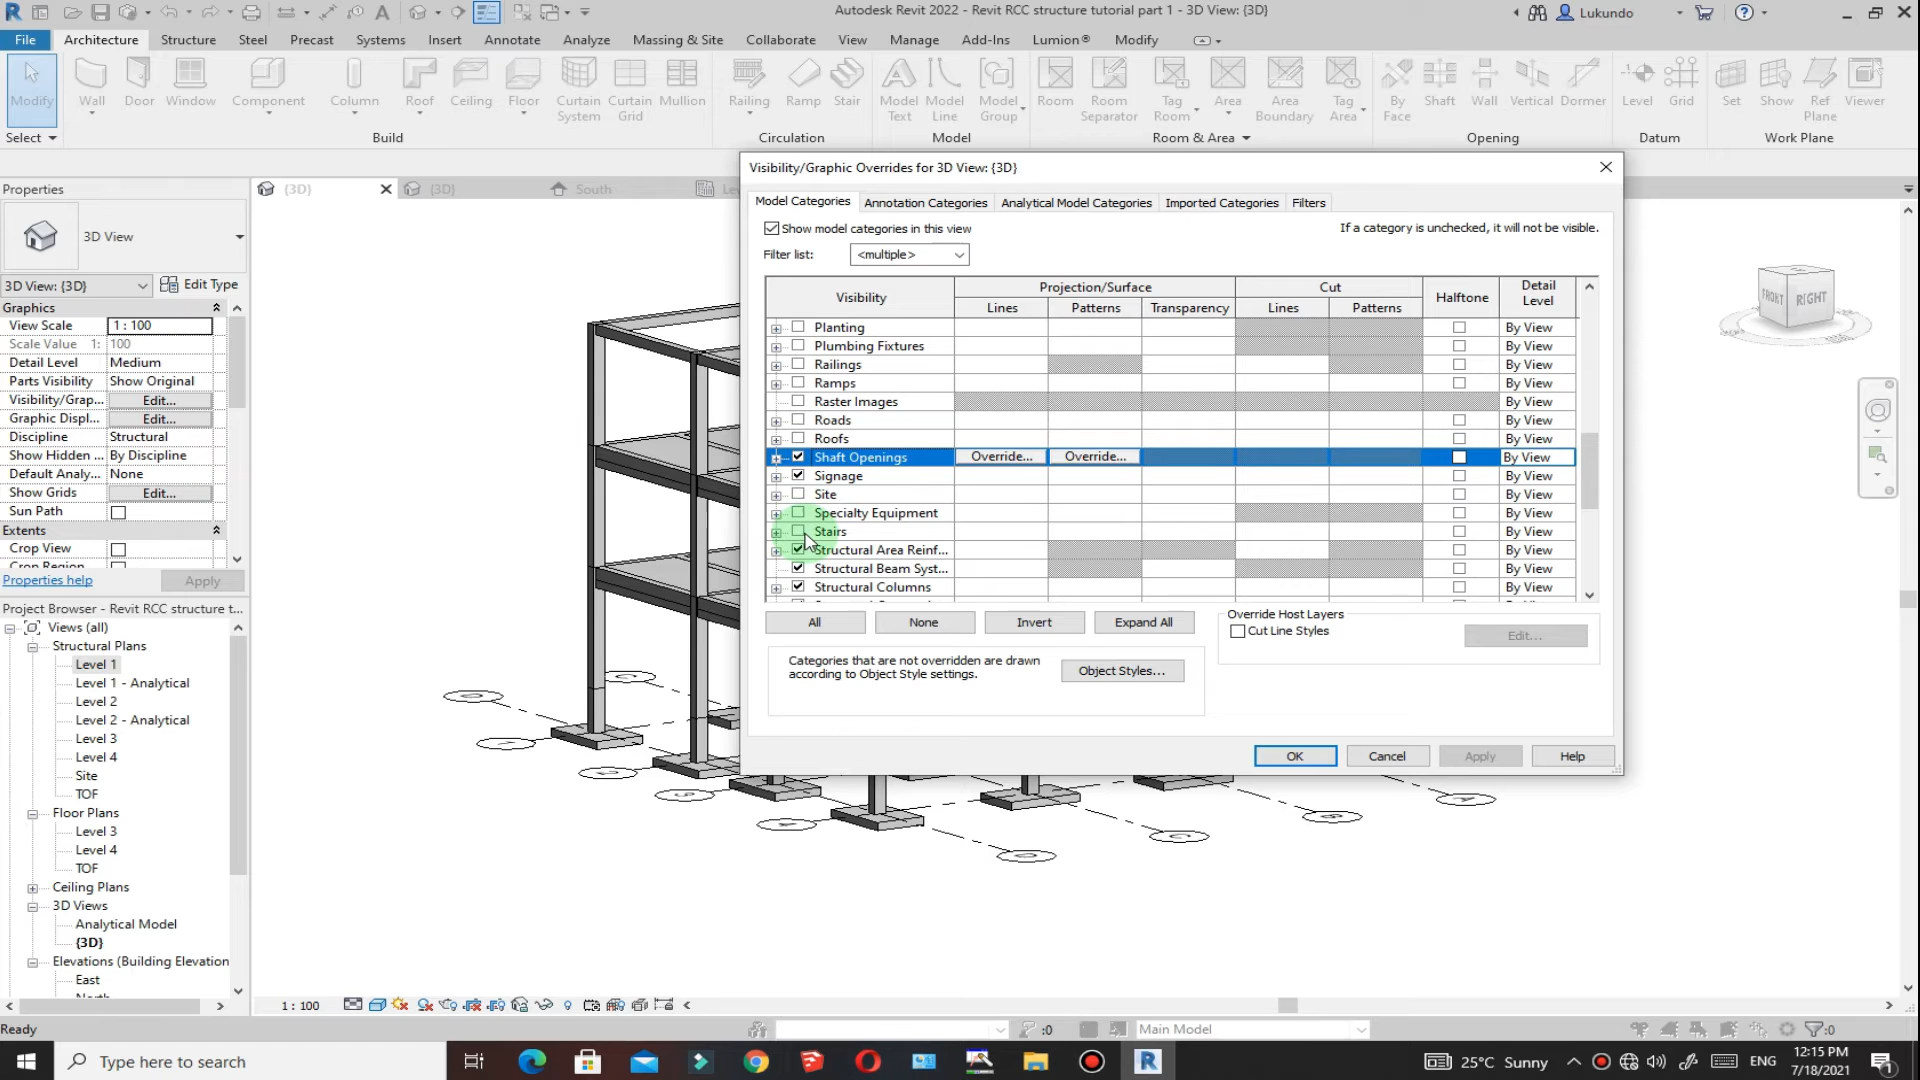 Autodesk Revit 2022 - Revit RCC structure tutorial part 1 - 3D View: {3D}
Lukundo
File Architecture Structure Steel Precast Systems Insert Annotate Analyze Massing & Site Collaborate View Manage Add-Ins Lumion® Modify
Modify Wall Door Window Component Column Roof Ceiling Floor Curtain System Curtain Grid Mullion Railing Ramp Stair Model Text Model Line Model Group Room Room Separator Tag Room Area Area Boundary Tag Area By Face Shaft Wall Vertical Dormer Level Grid Set Show Ref Plane Viewer
Select Build Circulation Model Room & Area Opening Datum Work Plane
Properties
{3D}
{3D}
South
3D View
3D View: {3D} Edit Type
Graphics
View Scale 1 : 100
Scale Value 1: 100
Detail Level Medium
Parts Visibility Show Original
Visibility/Grap... Edit...
Graphic Displ... Edit...
Discipline Structural
Show Hidden ... By Discipline
Default Analy... None
Show Grids Edit...
Sun Path
Extents
Crop View
Crop Region
Properties help Apply
Project Browser - Revit RCC structure t...
Views (all)
Structural Plans
Level 1
Level 1 - Analytical
Level 2
Level 2 - Analytical
Level 3
Level 4
Site
TOF
Floor Plans
Level 3
Level 4
TOF
Ceiling Plans
3D Views
Analytical Model
{3D}
Elevations (Building Elevation
East
North
Visibility/Graphic Overrides for 3D View: {3D}
Model Categories Annotation Categories Analytical Model Categories Imported Categories Filters
Show model categories in this view
If a category is unchecked, it will not be visible.
Filter list: <multiple>
Visibility Projection/Surface Cut Halftone Detail Level
Lines Patterns Transparency Lines Patterns
Planting By View
Plumbing Fixtures By View
Railings By View
Ramps By View
Raster Images By View
Roads By View
Roofs By View
Shaft Openings Override... Override... By View
Signage By View
Site By View
Specialty Equipment By View
Stairs By View
Structural Area Reinf... By View
Structural Beam Syst... By View
Structural Columns By View
All None Invert Expand All
Override Host Layers
Cut Line Styles Edit...
Categories that are not overridden are drawn
according to Object Style settings.
Object Styles...
OK Cancel Apply Help
FRONT RIGHT
1 : 100
Ready
:0
Main Model
:0
Type here to search
25°C Sunny
ENG
12:15 PM
7/18/2021
1